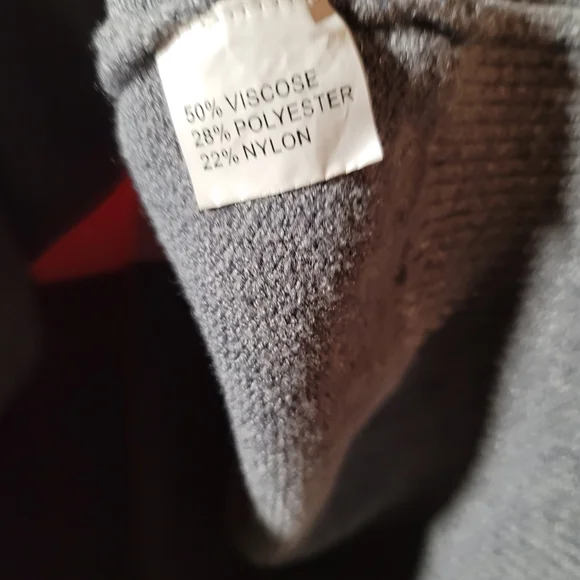 50% VISCOSE
28% POLYESTER
22% NYLON